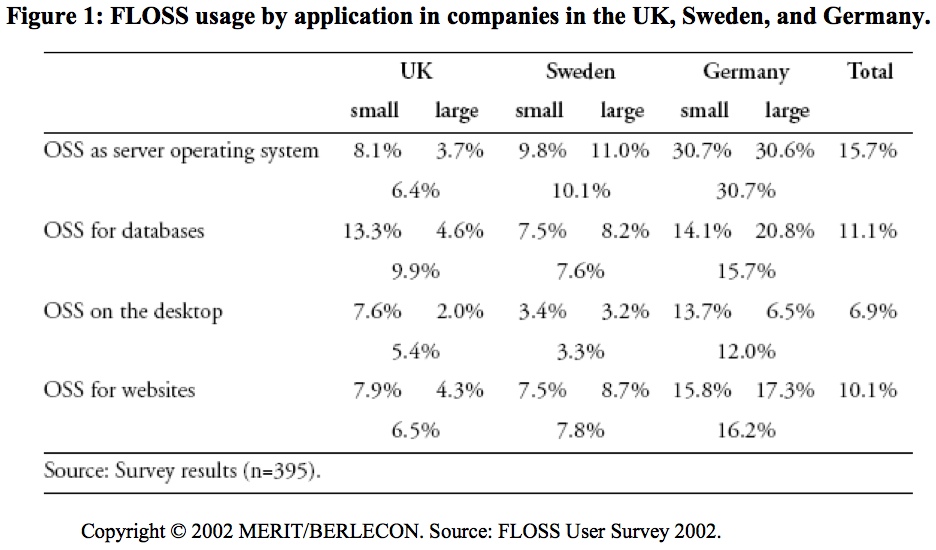 Figure 1: FLOSS usage by application in companies in the UK, Sweden, and Germany.
UK Sweden Germany Total
small large small large small large
OSS as server operating system 8.1% 3.7% 9.8% 11.0% 30.7% 30.6% 15.7%
6.4% 10.1% 30.7%
OSS for databases 13.3% 4.6% 7.5% 8.2% 14.1% 20.8% 11.1%
9.9% 7.6% 15.7%
OSS on the desktop 7.6% 2.0% 3.4% 3.2% 13.7% 6.5% 6.9%
5.4% 3.3% 12.0%
OSS for websites 7.9% 4.3% 7.5% 8.7% 15.8% 17.3% 10.1%
6.5% 7.8% 16.2%
Source: Survey results (n=395).
Copyright © 2002 MERIT/BERLECON. Source: FLOSS User Survey 2002.